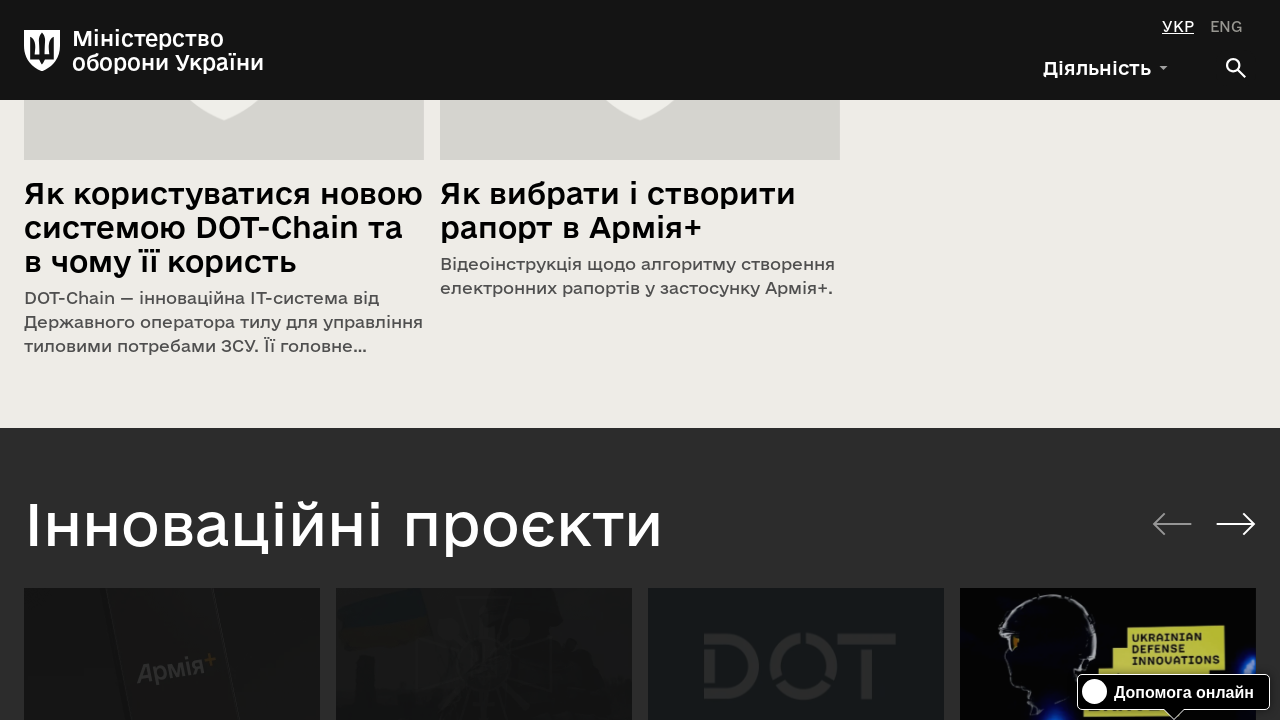 Міністерство
оборони України
УКР ENG
Діяльність
Як користуватися новою
системою DOT-Chain та
в чому її користь
DOT-Chain — інноваційна ІТ-система від
Державного оператора тилу для управління
тиловими потребами ЗСУ. Її головне...
Як вибрати і створити
рапорт в Армія+
Відеоінструкція щодо алгоритму створення
електронних рапортів у застосунку Армія+.
Інноваційні проєкти
Армія+
DOT
UKRAINIAN
DEFENSE
INNOVATIONS
Допомога онлайн